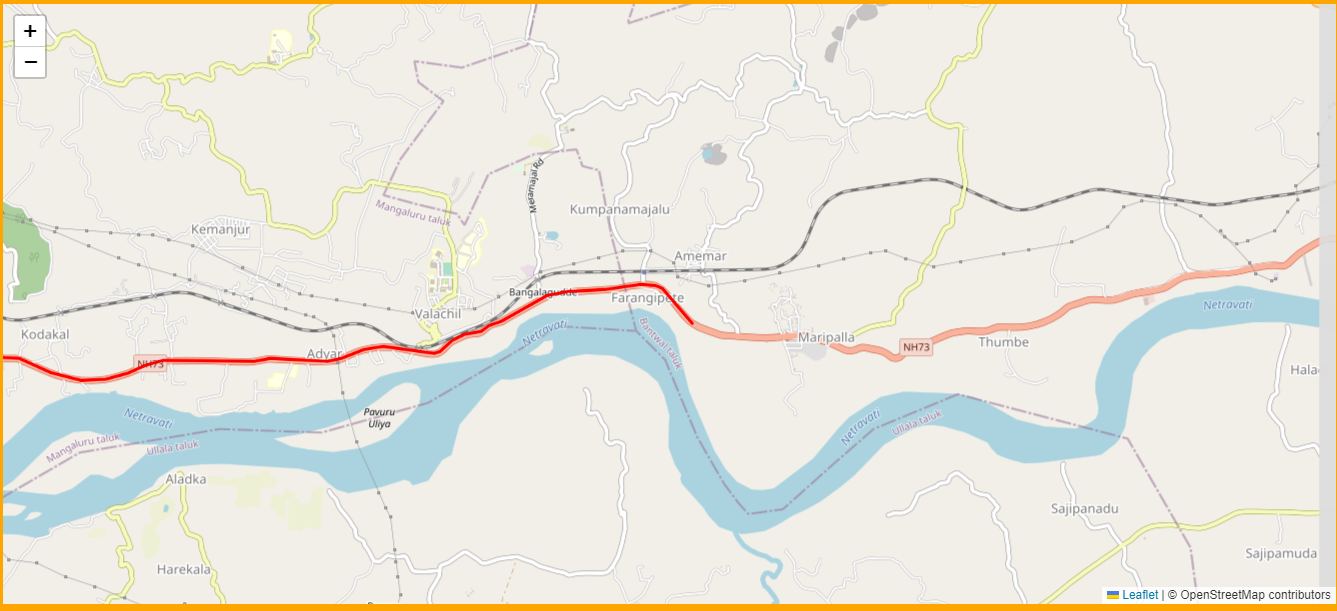 +
−
Melamajal Rd
Mangaluru taluk
Kumpanamajalu
Kemanjur
Amemar
Bangalagudde
Farangipete
Valachil
Netravati
Kodakal
Adyar
NH73
Netravati
Bantwal taluk
Maripalla
NH73
Thumbe
Netravati
Halad
Pavuru
Uliya
Netravati
Mangaluru taluk
Ullala taluk
Netravati
Ullala taluk
Aladka
Sajipanadu
Harekala
Sajipamuda
Leaflet | © OpenStreetMap contributors